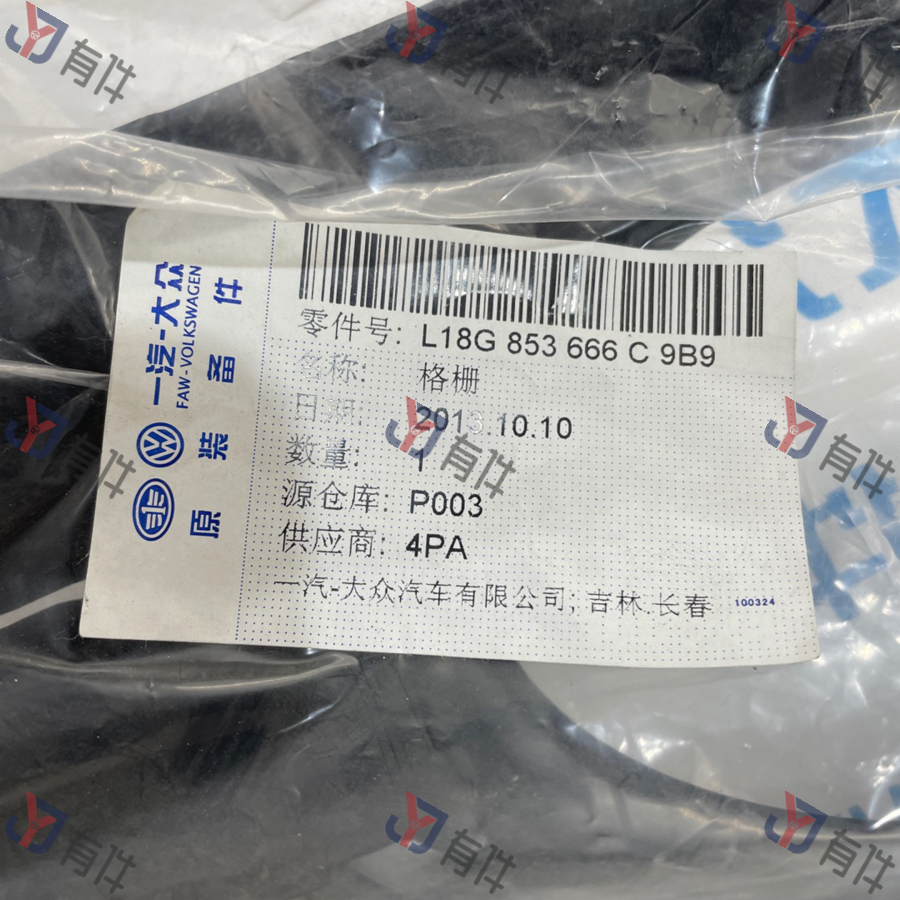 一汽-大众
FAW-VOLKSWAGEN
原装备件
零件号: L18G 853 666 C 9B9
名称: 格栅
日期: 2013.10.10
数量: 1
源仓库: P003
供应商: 4PA
一汽-大众汽车有限公司; 吉林.长春
100324
有件
有件
有件
有件
有件
有件
有件
有件
有件